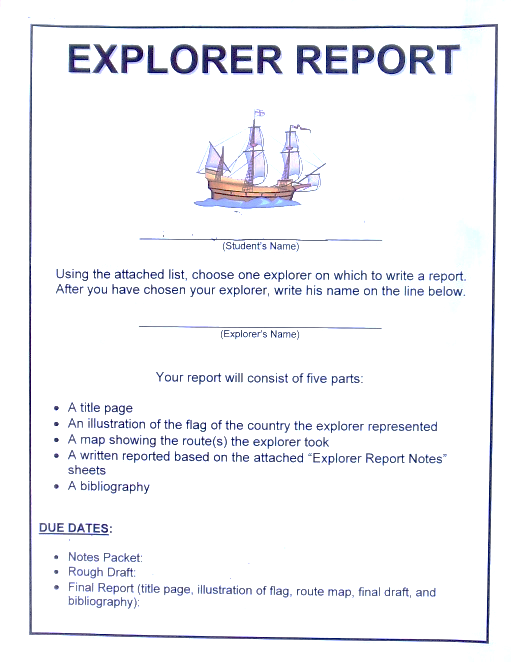 EXPLORER REPORT
(Student's Name)
Using the attached list, choose one explorer on which to write a report.
After you have chosen your explorer, write his name on the line below.
(Explorer's Name)
Your report will consist of five parts:
• A title page
• An illustration of the flag of the country the explorer represented
• A map showing the route(s) the explorer took
• A written reported based on the attached “Explorer Report Notes”
sheets
• A bibliography
DUE DATES:
• Notes Packet:
• Rough Draft:
• Final Report (title page, illustration of flag, route map, final draft, and
bibliography):